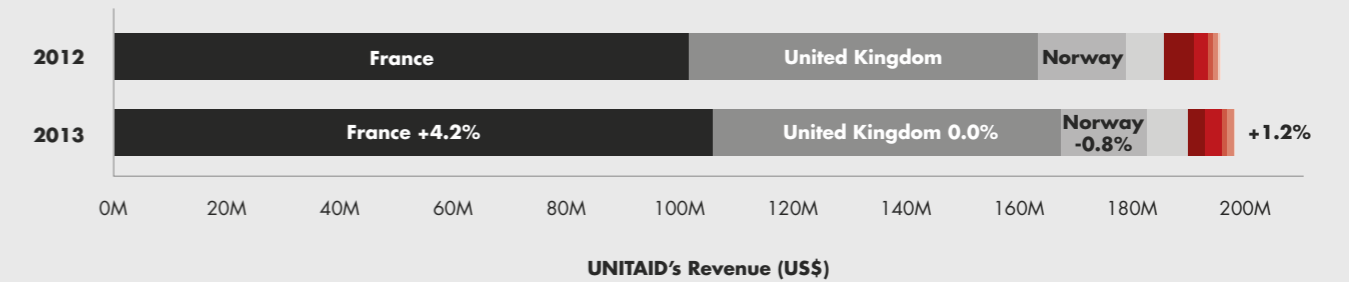 2012
France
United Kingdom
Norway
2013
France +4.2%
United Kingdom 0.0%
Norway
-0.8%
+1.2%
0M 20M 40M 60M 80M 100M 120M 140M 160M 180M 200M
UNITAID’s Revenue (US$)